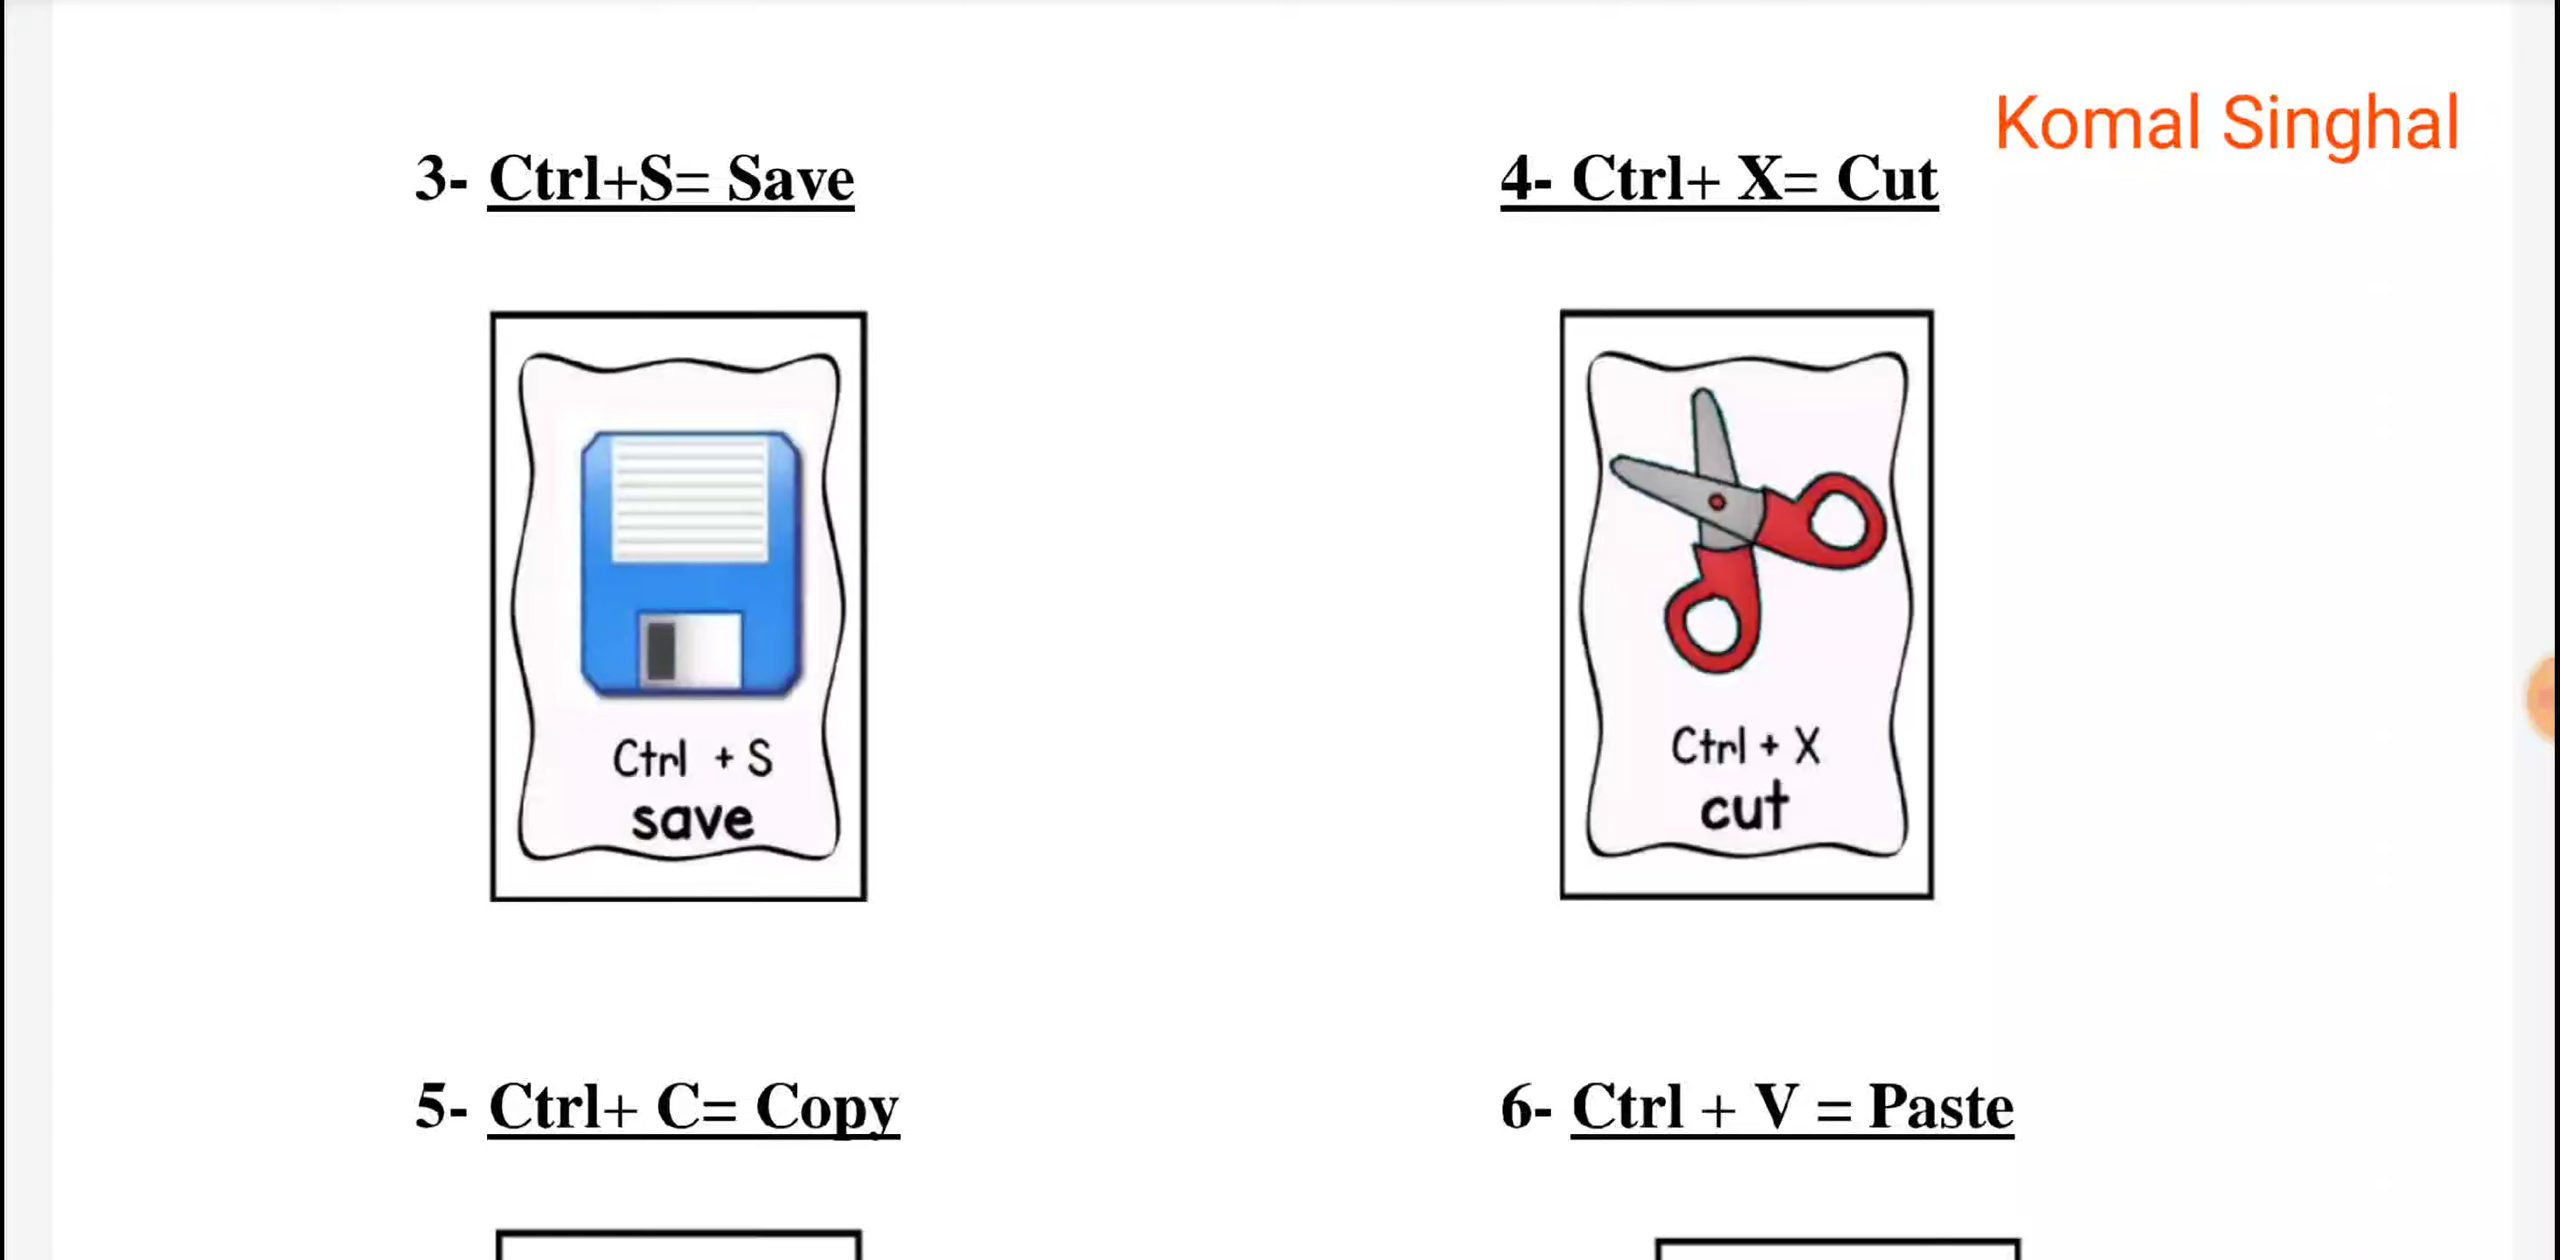 Komal Singhal
3- Ctrl+S= Save
4- Ctrl+ X= Cut
Ctrl + S
save
Ctrl + X
cut
5- Ctrl+ C= Copy
6- Ctrl + V = Paste